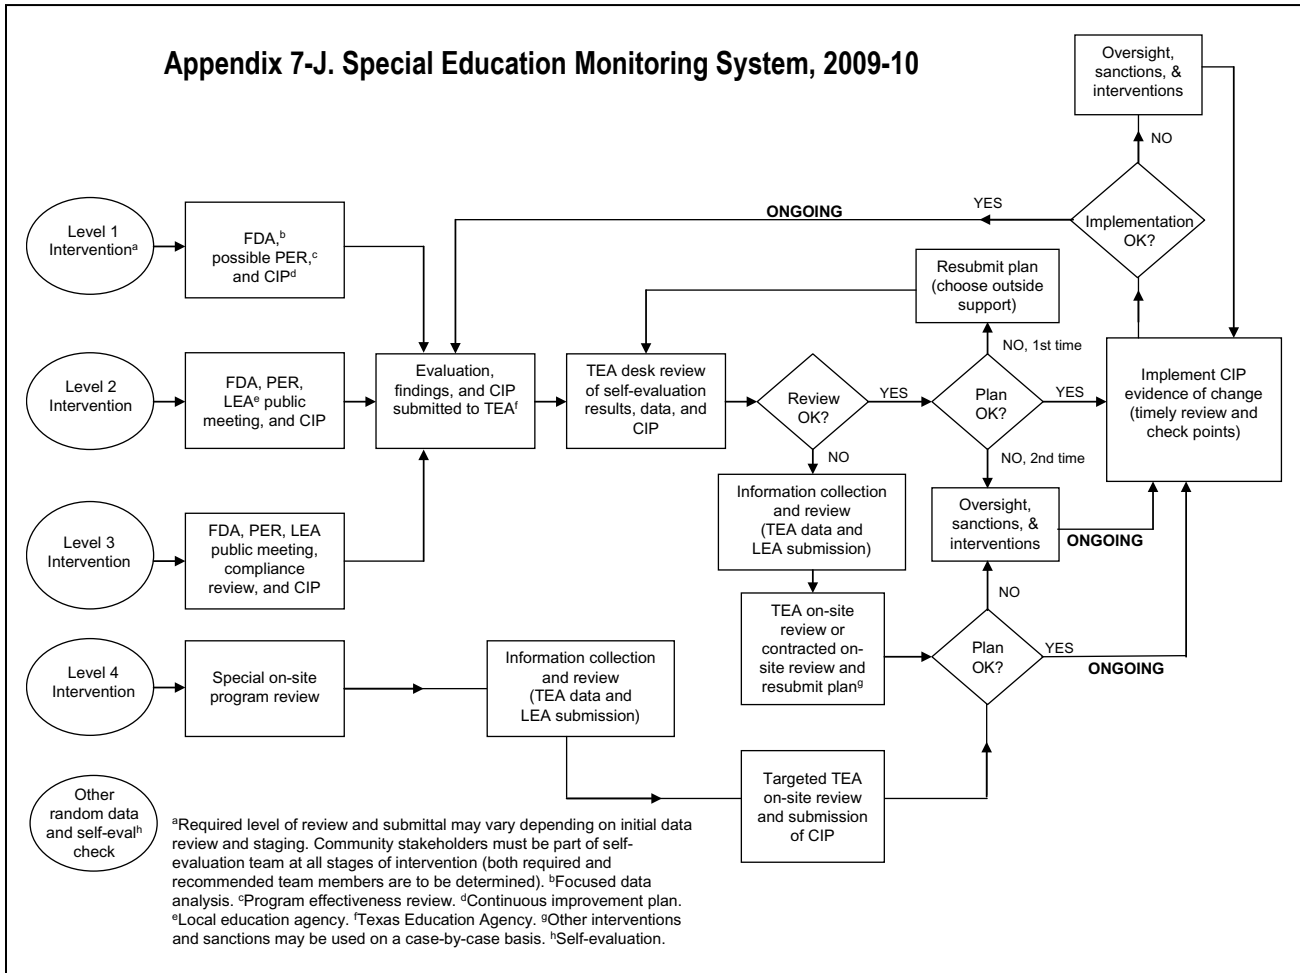 Appendix 7-J. Special Education Monitoring System, 2009-10
Oversight,
sanctions, &
interventions
NO
Level 1
Interventionᵃ
FDA,ᵇ
possible PER,ᶜ
and CIPᵈ
ONGOING
YES
Implementation
OK?
Resubmit plan
(choose outside
support)
NO, 1st time
Level 2
Intervention
FDA, PER,
LEAᵉ public
meeting, and CIP
Evaluation,
findings, and CIP
submitted to TEAᶠ
TEA desk review
of self-evaluation
results, data, and
CIP
Review
OK?
YES
Plan
OK?
YES
Implement CIP
evidence of change
(timely review and
check points)
NO
NO, 2nd time
Information collection
and review
(TEA data and
LEA submission)
Oversight,
sanctions, &
interventions
ONGOING
Level 3
Intervention
FDA, PER, LEA
public meeting,
compliance
review, and CIP
NO
TEA on-site
review or
contracted on-
site review and
resubmit planᵍ
Plan
OK?
YES
ONGOING
Level 4
Intervention
Special on-site
program review
Information collection
and review
(TEA data and
LEA submission)
Targeted TEA
on-site review
and submission
of CIP
Other
random data
and self-evalʰ
check
ᵃRequired level of review and submittal may vary depending on initial data
review and staging. Community stakeholders must be part of self-
evaluation team at all stages of intervention (both required and
recommended team members are to be determined). ᵇFocused data
analysis. ᶜProgram effectiveness review. ᵈContinuous improvement plan.
ᵉLocal education agency. ᶠTexas Education Agency. ᵍOther interventions
and sanctions may be used on a case-by-case basis. ʰSelf-evaluation.